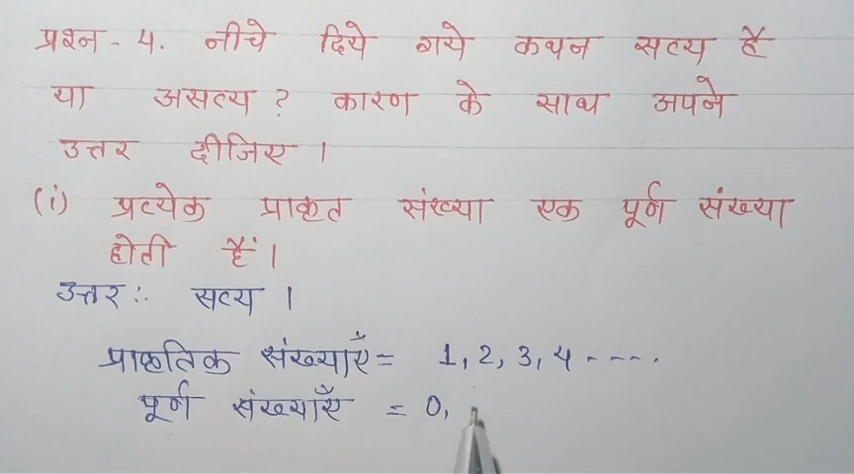 प्रश्न - 4. नीचे दिये गये कथन सत्य है
या असत्य ? कारण के साथ अपने
उत्तर दीजिए ।
(i) प्रत्येक प्राकृत संख्या एक पूर्ण संख्या
होती हैं ।
उत्तर :. सत्य ।
प्राकृतिक संख्याएँ = 1, 2, 3, 4 - - - -.
पूर्ण संख्याएँ = 0,